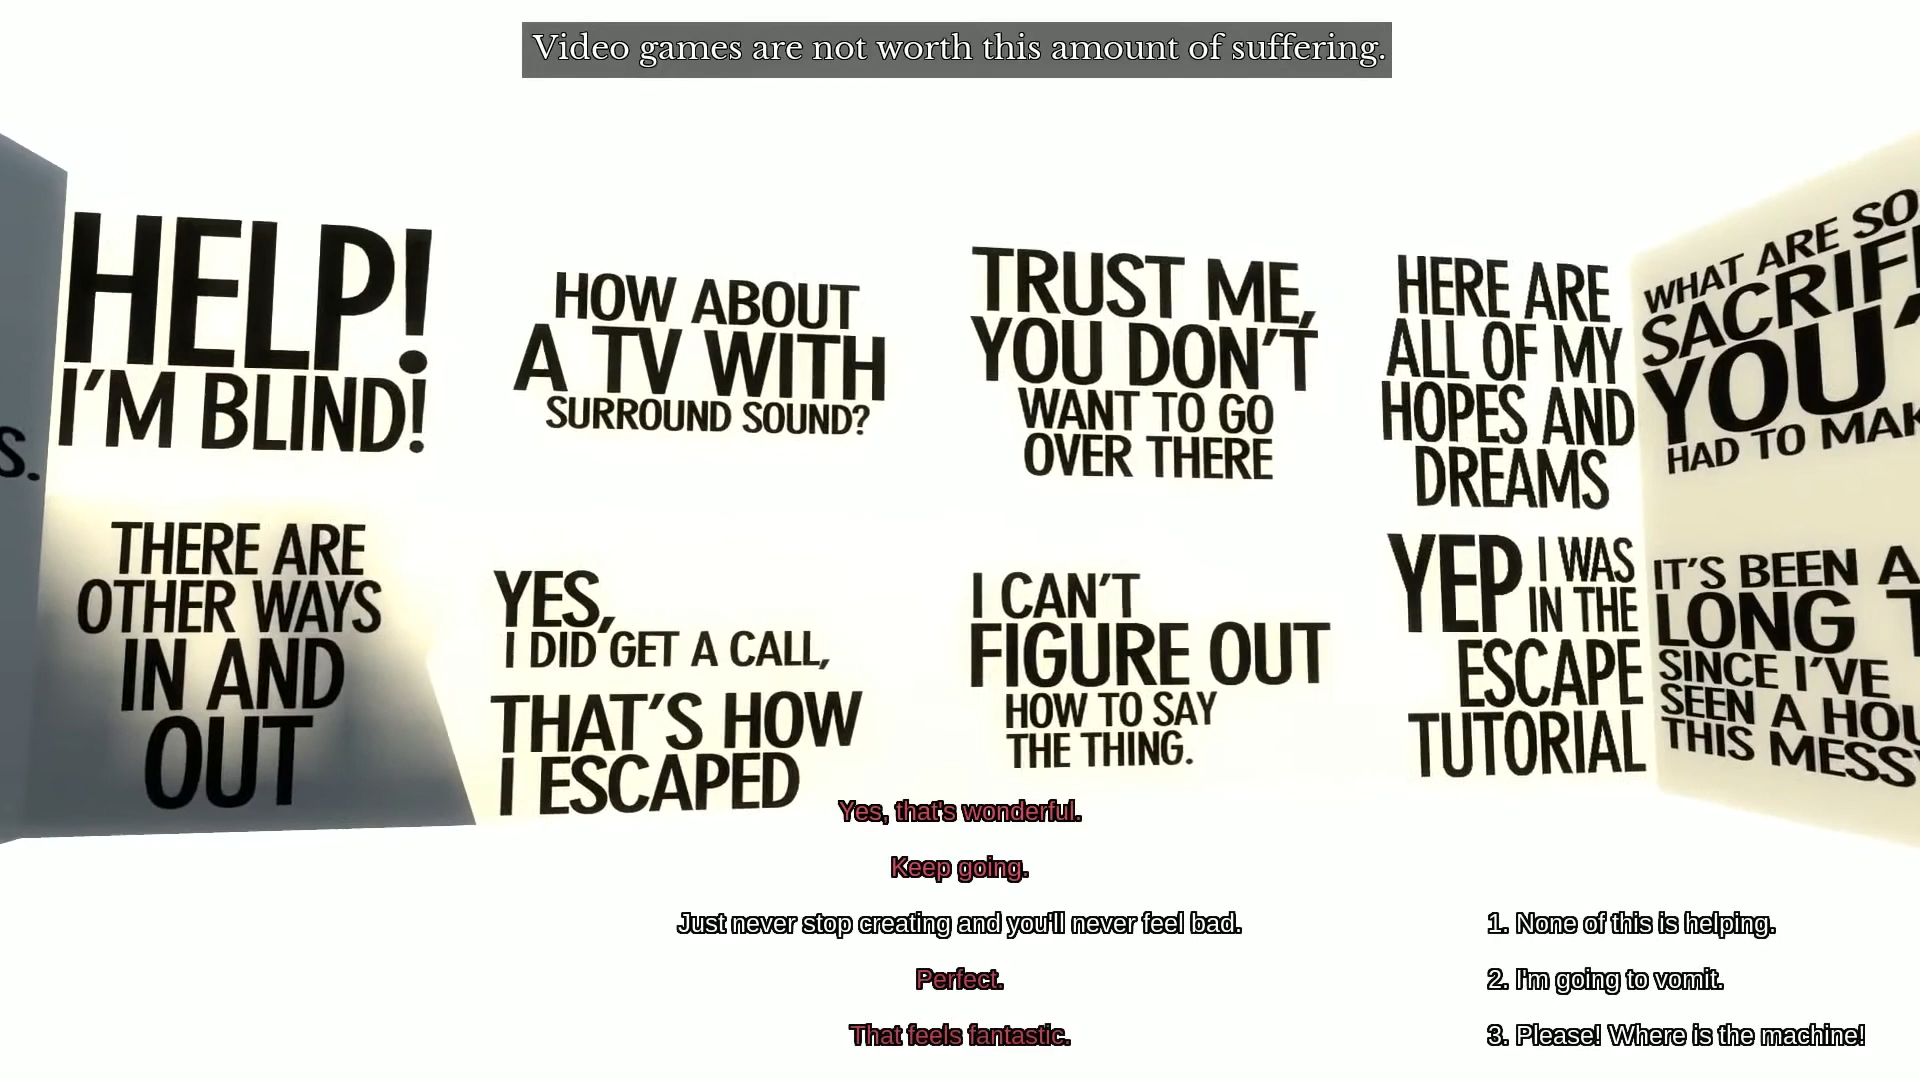 Video games are not worth this amount of suffering.
S.
HELP!
I'M BLIND!
HOW ABOUT
A TV WITH
SURROUND SOUND?
TRUST ME,
YOU DON'T
WANT TO GO
OVER THERE
HERE ARE
ALL OF MY
HOPES AND
DREAMS
WHAT ARE SO
SACRIF
YOU'
HAD TO MAK
THERE ARE
OTHER WAYS
IN AND
OUT
YES,
I DID GET A CALL,
THAT'S HOW
I ESCAPED
I CAN'T
FIGURE OUT
HOW TO SAY
THE THING.
YEP I WAS
IN THE
ESCAPE
TUTORIAL
IT'S BEEN A
LONG T
SINCE I'VE
SEEN A HOU
THIS MESSY
Yes, that's wonderful.
Keep going.
Just never stop creating and you'll never feel bad.
Perfect.
That feels fantastic.
1. None of this is helping.
2. I'm going to vomit.
3. Please! Where is the machine!